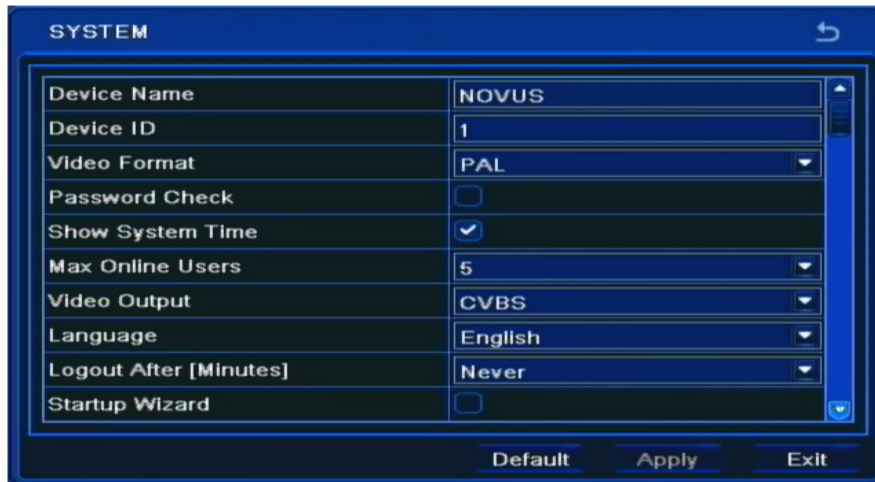 SYSTEM
Device Name NOVUS
Device ID 1
Video Format PAL
Password Check
Show System Time
Max Online Users 5
Video Output CVBS
Language English
Logout After [Minutes] Never
Startup Wizard
Default Apply Exit